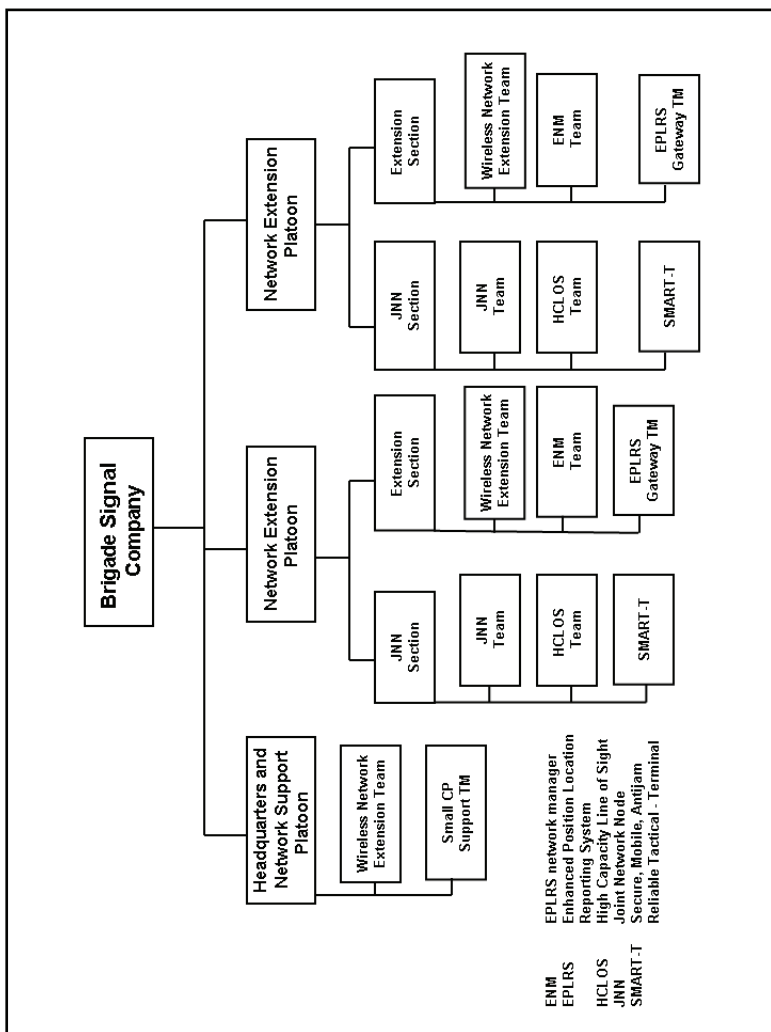 Brigade Signal
Company
Headquarters and
Network Support
Platoon
Wireless Network
Extension Team
Small CP
Support TM
Network Extension
Platoon
JNN
Section
JNN
Team
HCLOS
Team
SMART-T
Extension
Section
Wireless Network
Extension Team
ENM
Team
EPLRS
Gateway TM
Network Extension
Platoon
JNN
Section
JNN
Team
HCLOS
Team
SMART-T
Extension
Section
Wireless Network
Extension Team
ENM
Team
EPLRS
Gateway TM
ENM EPLRS network manager
EPLRS Enhanced Position Location
Reporting System
HCLOS High Capacity Line of Sight
JNN Joint Network Node
SMART-T Secure, Mobile, Antijam
Reliable Tactical - Terminal